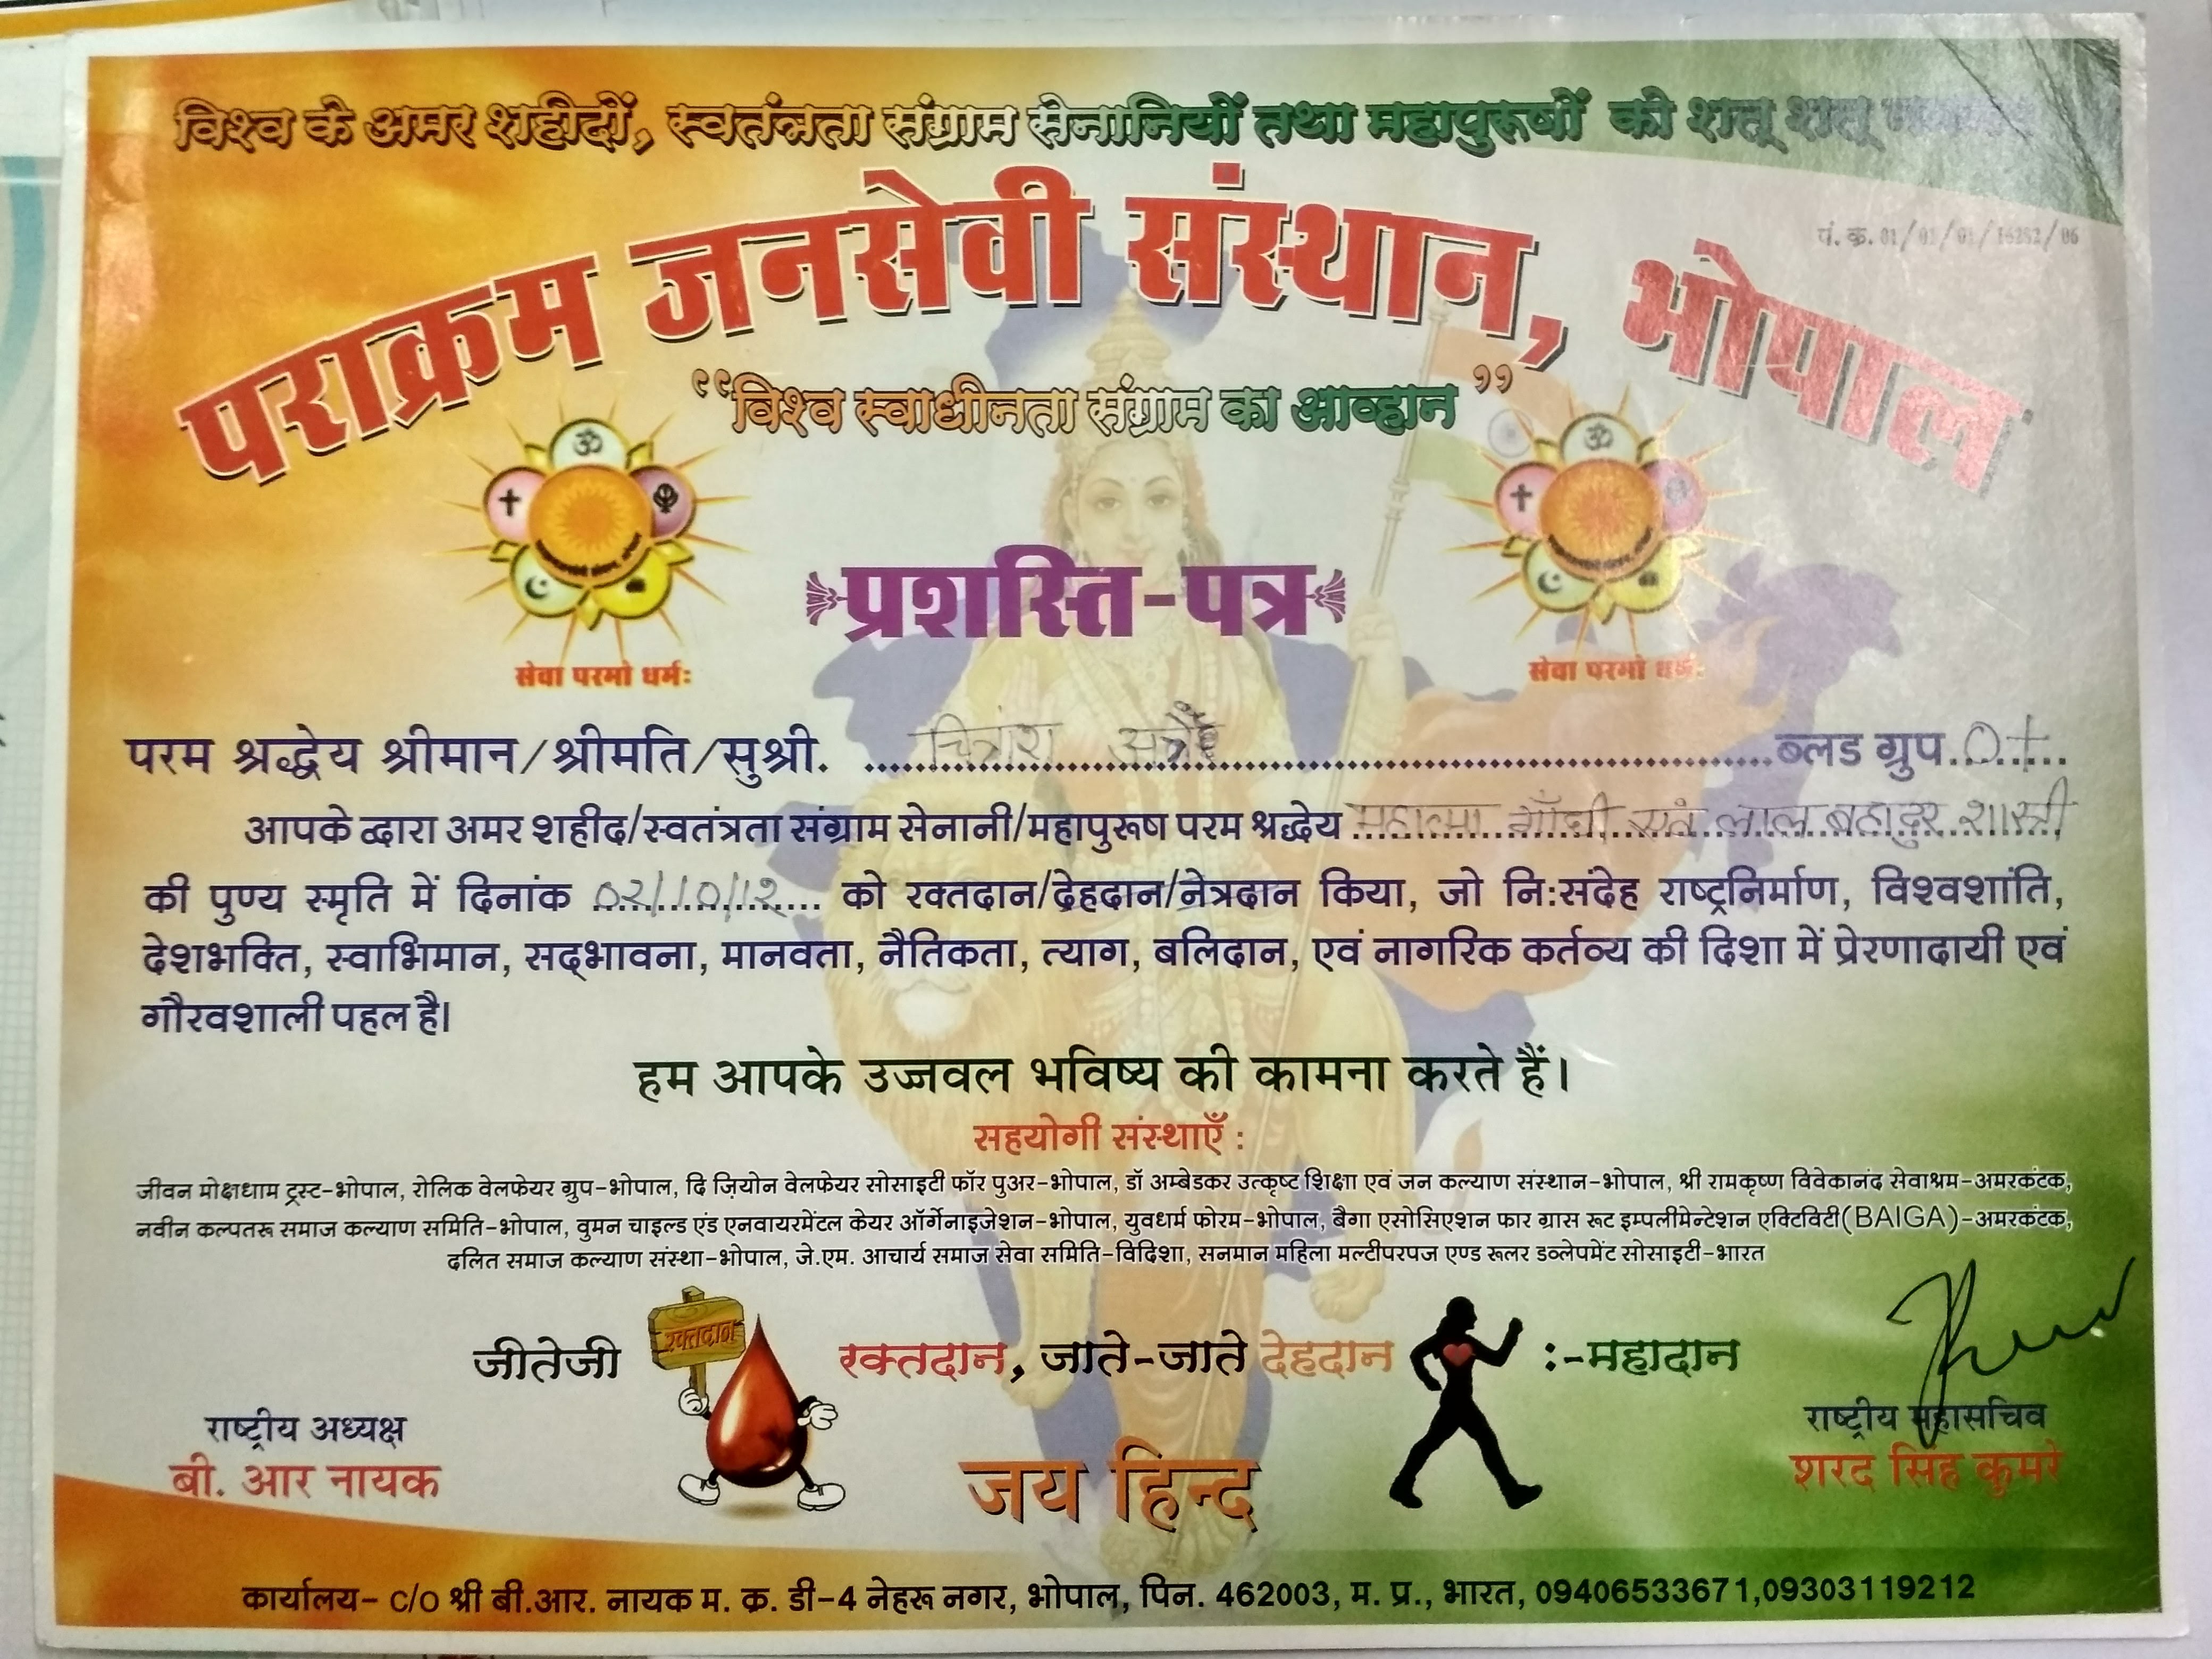 विश्व के अमर शहीदों, स्वतंत्रता संग्राम सेनानियों तथा महापुरूषों को शत् शत्
पं.क्र.01/01/01/16282/06
पराक्रम जनसेवी संस्थान, भोपाल
“विश्व स्वाधीनता संग्राम का आव्हान”
प्रशस्ति-पत्र
सेवा परमो धर्मः
सेवा परमो धर्मः
परम श्रद्धेय श्रीमान/श्रीमति/सुश्री. चित्रांश ब्लड ग्रुप O+
आपके द्वारा अमर शहीद/स्वतंत्रता संग्राम सेनानी/महापुरूष परम श्रद्धेय महात्मा गाँधी एवं लाल बहादुर शास्त्री
की पुण्य स्मृति में दिनांक 02/10/12 को रक्तदान/देहदान/नेत्रदान किया, जो नि:संदेह राष्ट्रनिर्माण, विश्वशांति,
देशभक्ति, स्वाभिमान, सद्भावना, मानवता, नैतिकता, त्याग, बलिदान, एवं नागरिक कर्तव्य की दिशा में प्रेरणादायी एवं
गौरवशाली पहल है।
हम आपके उज्जवल भविष्य की कामना करते हैं।
सहयोगी संस्थाएँ :
जीवन मोक्षधाम ट्रस्ट-भोपाल, रोलिक वेलफेयर ग्रुप-भोपाल, दि ज़ियोन वेलफेयर सोसाइटी फॉर पुअर-भोपाल, डॉ अम्बेडकर उत्कृष्ट शिक्षा एवं जन कल्याण संस्थान-भोपाल, श्री रामकृष्ण विवेकानंद सेवाश्रम-अमरकंटक,
नवीन कल्पतरू समाज कल्याण समिति-भोपाल, वुमन चाइल्ड एंड एनवायरमेंटल केयर ऑर्गेनाइजेशन-भोपाल, युवधर्म फोरम-भोपाल, बैगा एसोसिएशन फार ग्रास रूट इम्पलीमेन्टेशन एक्टिविटी(BAIGA)-अमरकंटक,
दलित समाज कल्याण संस्था-भोपाल, जे.एम. आचार्य समाज सेवा समिति-विदिशा, सनमान महिला मल्टीपरपज एण्ड रूलर डव्लेपमेंट सोसाइटी-भारत
रक्तदान
जीतेजी रक्तदान, जाते-जाते देहदान :-महादान
राष्ट्रीय अध्यक्ष राष्ट्रीय महासचिव
बी. आर नायक जय हिन्द शरद सिंह कुमरे
कार्यालय- c/o श्री बी.आर. नायक म. क्र. डी-4 नेहरू नगर, भोपाल, पिन. 462003, म. प्र., भारत, 09406533671,09303119212